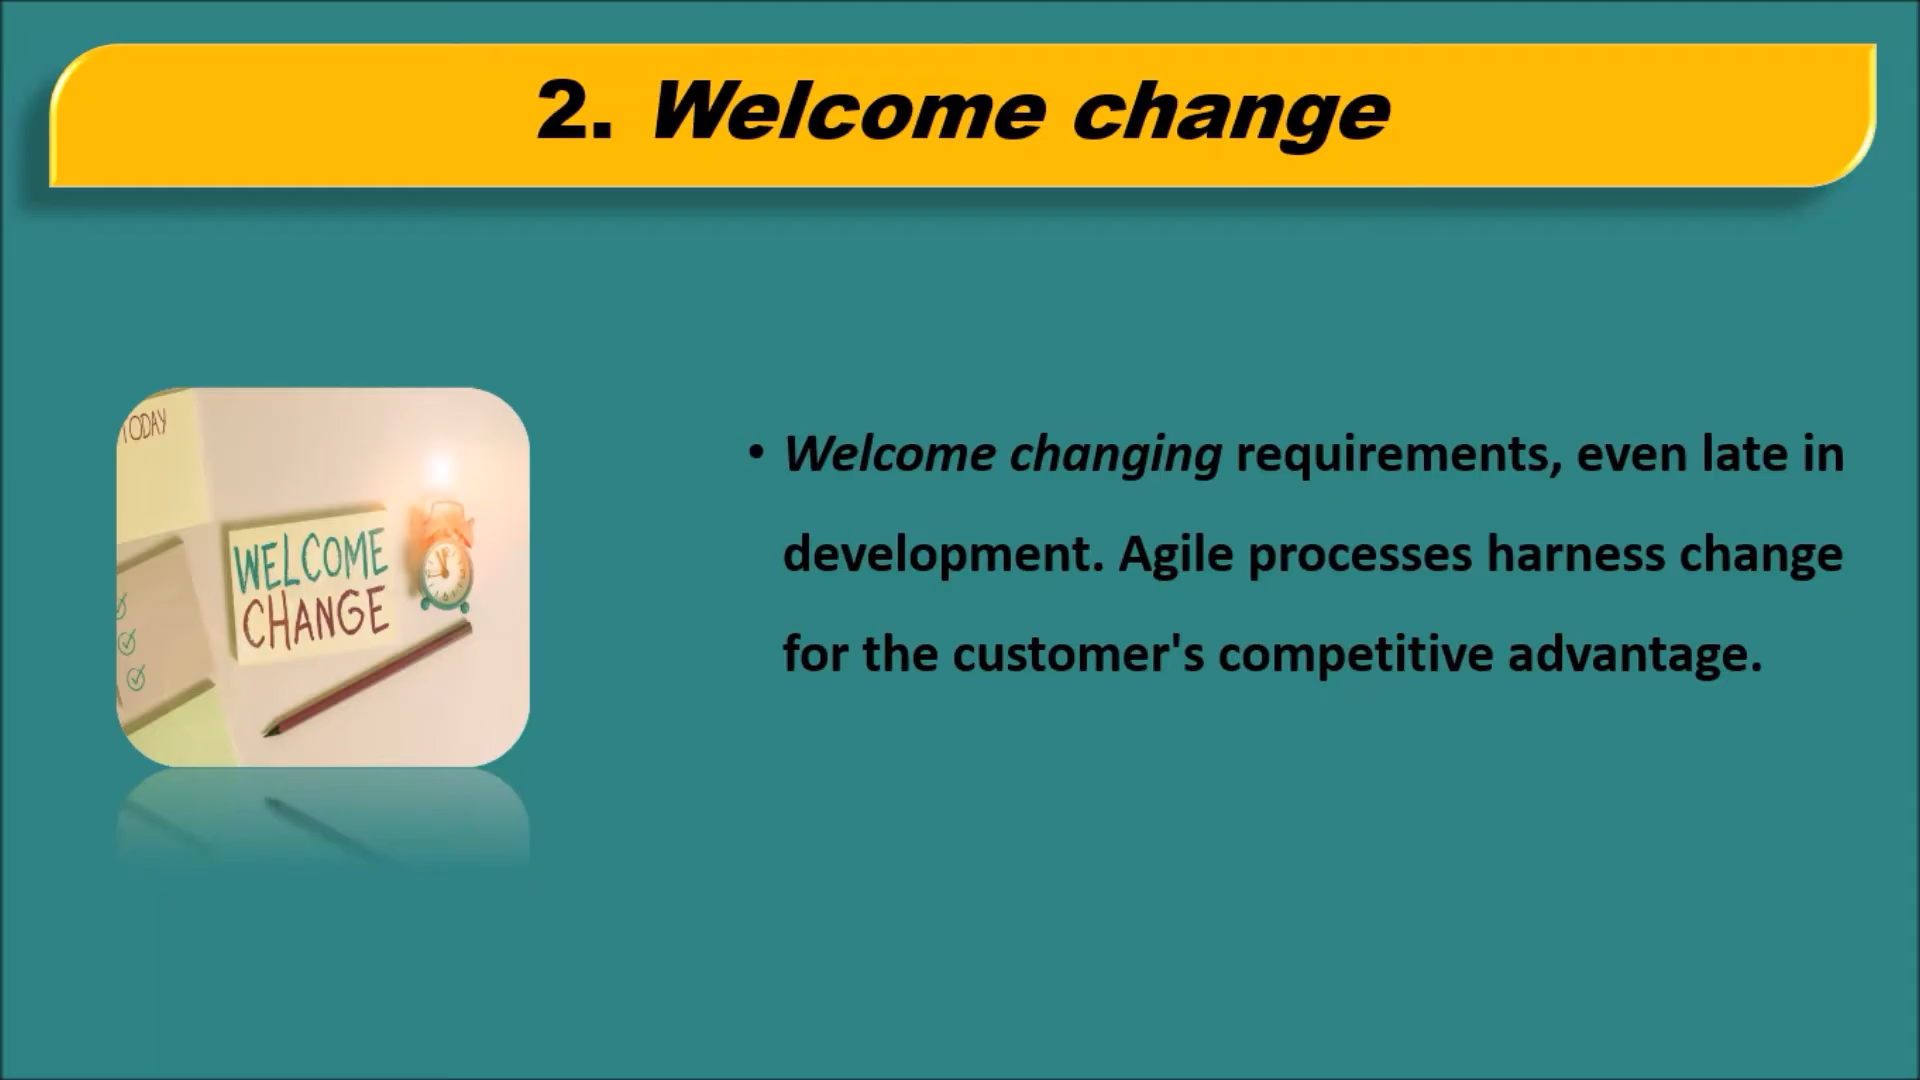 2. Welcome change
TODAY
WELCOME
CHANGE
• Welcome changing requirements, even late in
development. Agile processes harness change
for the customer's competitive advantage.